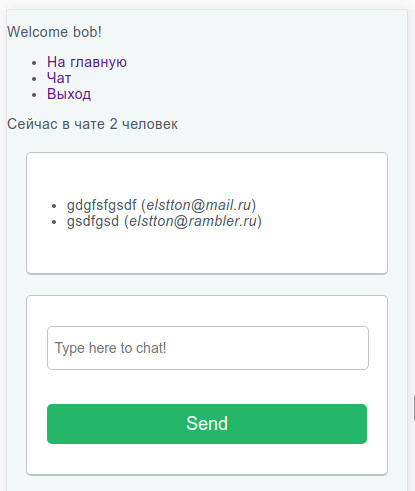 Welcome bob!
На главную
Чат
Выход
Сейчас в чате 2 человек
gdgfsfgsdf (elstton@mail.ru)
gsdfgsd (elstton@rambler.ru)
Type here to chat!
Send